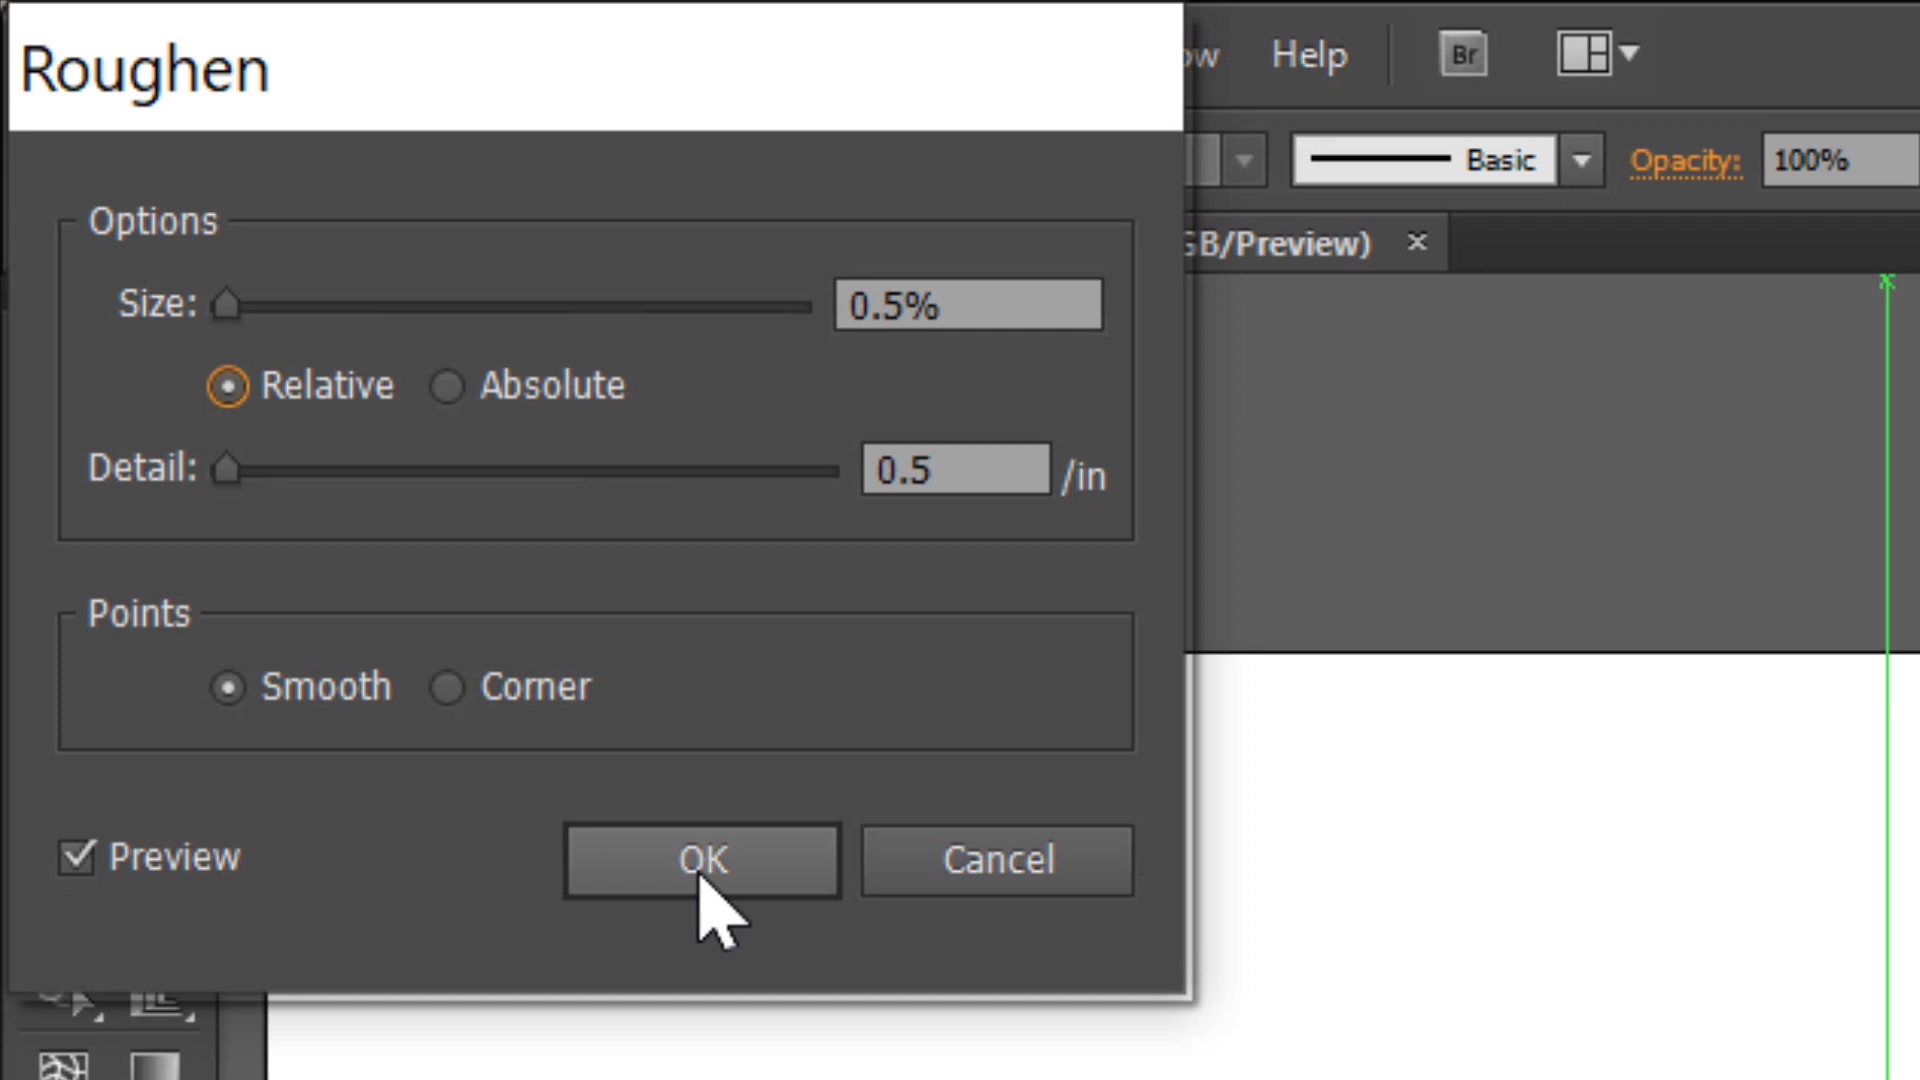 Roughen
Help
Br
Basic
Opacity:
100%
GB/Preview)
Options
Size:
0.5%
Relative
Absolute
Detail:
0.5
/in
Points
Smooth
Corner
Preview
OK
Cancel